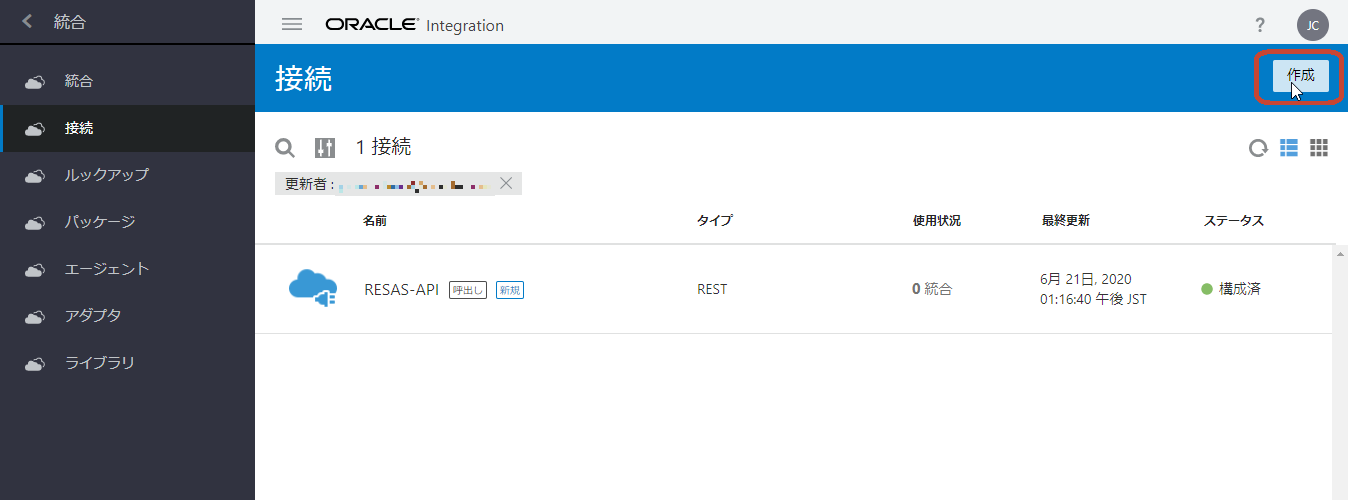 統合
ORACLE Integration
?
JC
統合
接続
ルックアップ
パッケージ
エージェント
アダプタ
ライブラリ
接続
作成
1 接続
更新者 :
名前 タイプ 使用状況 最終更新 ステータス
RESAS-API 呼出し 新規 REST 0 統合 6月 21日, 2020 構成済
01:16:40 午後 JST